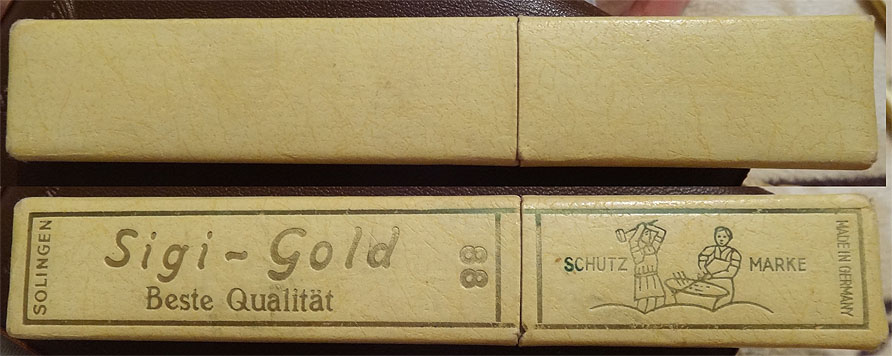 SOLINGEN
Sigi-Gold
Beste Qualität
88
SCHUTZ MARKE
MADE IN GERMANY